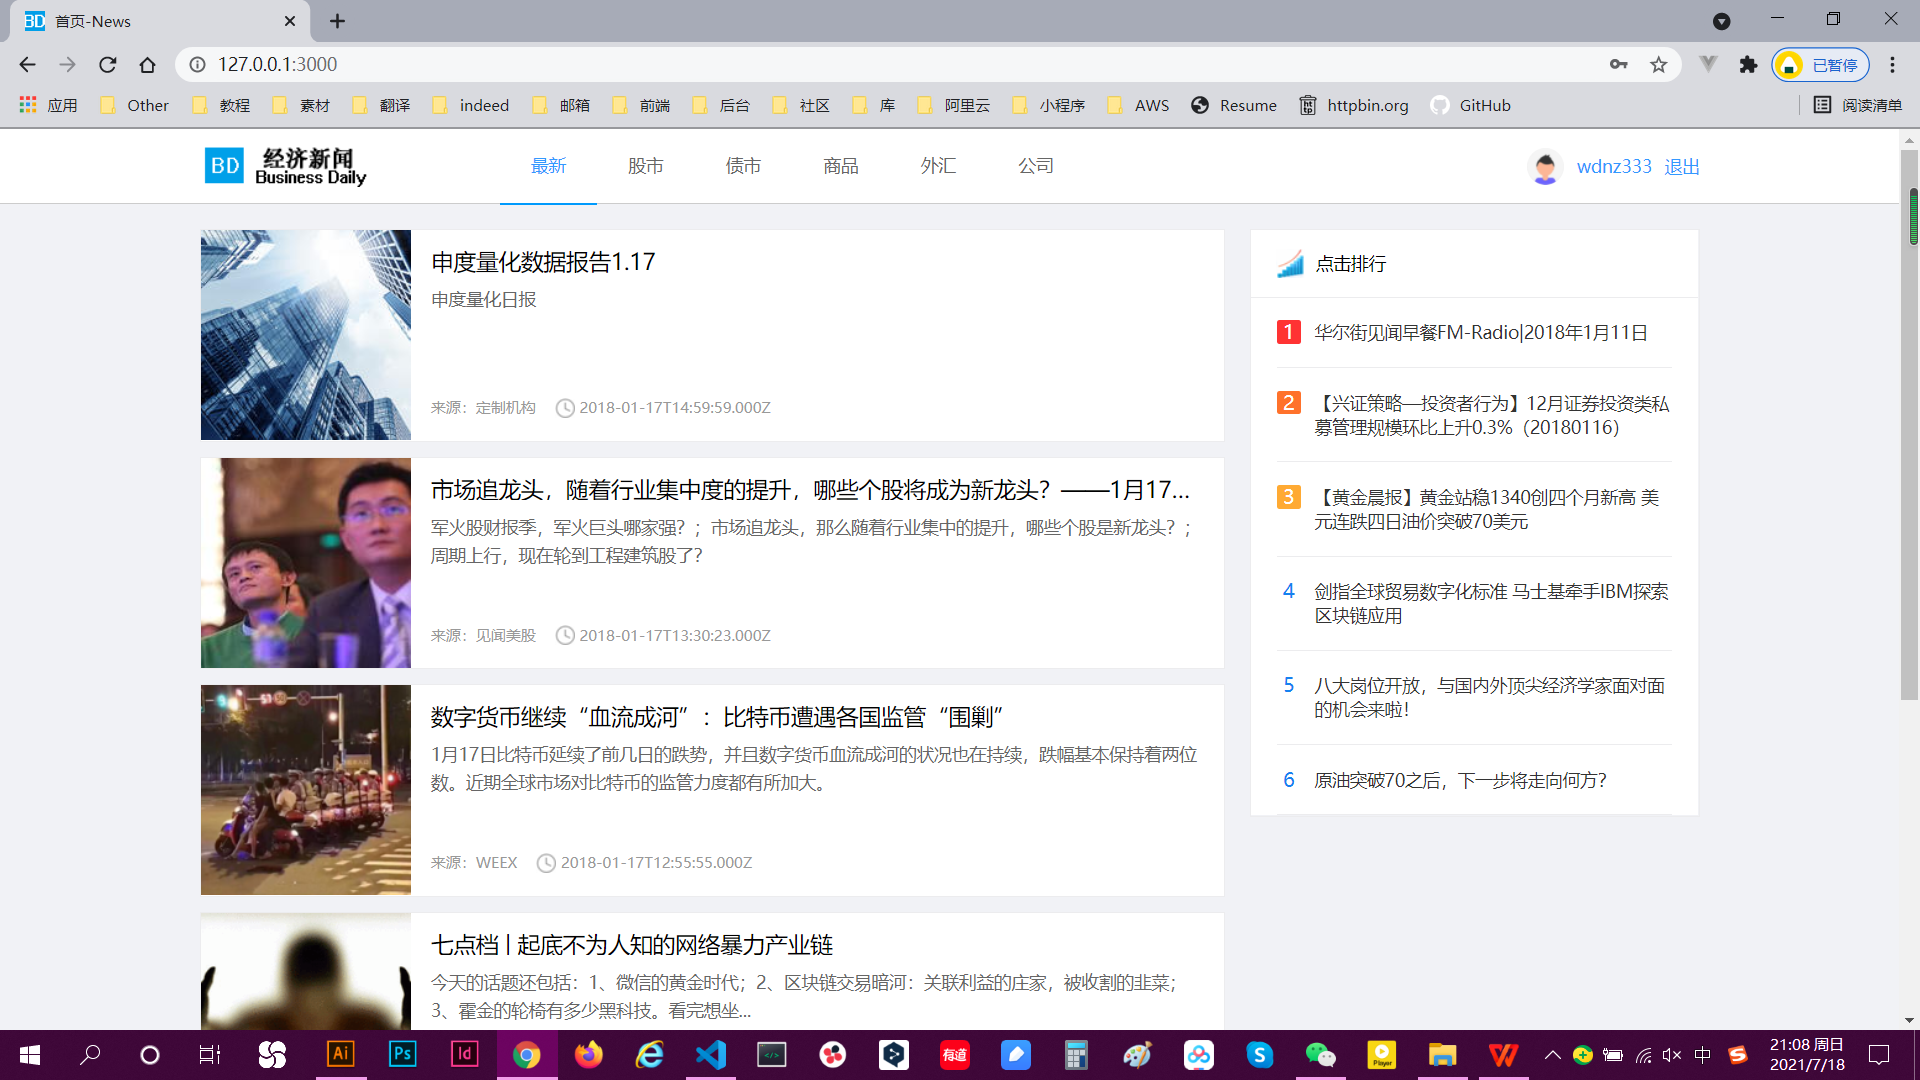 BD 首页-News
127.0.0.1:3000
已暂停
应用 Other 教程 素材 翻译 indeed 邮箱 前端 后台 社区 库 阿里云 小程序 AWS Resume httpbin.org GitHub 阅读清单
BD 经济新闻
Business Daily
最新 股市 债市 商品 外汇 公司
wdnz333 退出
申度量化数据报告1.17
申度量化日报
来源：定制机构 2018-01-17T14:59:59.000Z
市场追龙头，随着行业集中度的提升，哪些个股将成为新龙头？——1月17...
军火股财报季，军火巨头哪家强？；市场追龙头，那么随着行业集中的提升，哪些个股是新龙头？；
周期上行，现在轮到工程建筑股了？
来源：见闻美股 2018-01-17T13:30:23.000Z
数字货币继续“血流成河”：比特币遭遇各国监管“围剿”
1月17日比特币延续了前几日的跌势，并且数字货币血流成河的状况也在持续，跌幅基本保持着两位
数。近期全球市场对比特币的监管力度都有所加大。
来源：WEEX 2018-01-17T12:55:55.000Z
七点档 | 起底不为人知的网络暴力产业链
今天的话题还包括：1、微信的黄金时代；2、区块链交易暗河：关联利益的庄家，被收割的韭菜；
3、霍金的轮椅有多少黑科技。看完想坐...
点击排行
1 华尔街见闻早餐FM-Radio|2018年1月11日
2 【兴证策略—投资者行为】12月证券投资类私
募管理规模环比上升0.3%（20180116）
3 【黄金晨报】黄金站稳1340创四个月新高 美
元连跌四日油价突破70美元
4 剑指全球贸易数字化标准 马士基牵手IBM探索
区块链应用
5 八大岗位开放，与国内外顶尖经济学家面对面
的机会来啦！
6 原油突破70之后，下一步将走向何方？
Ai Ps Id 有道 Player 中
21:08 周日
2021/7/18